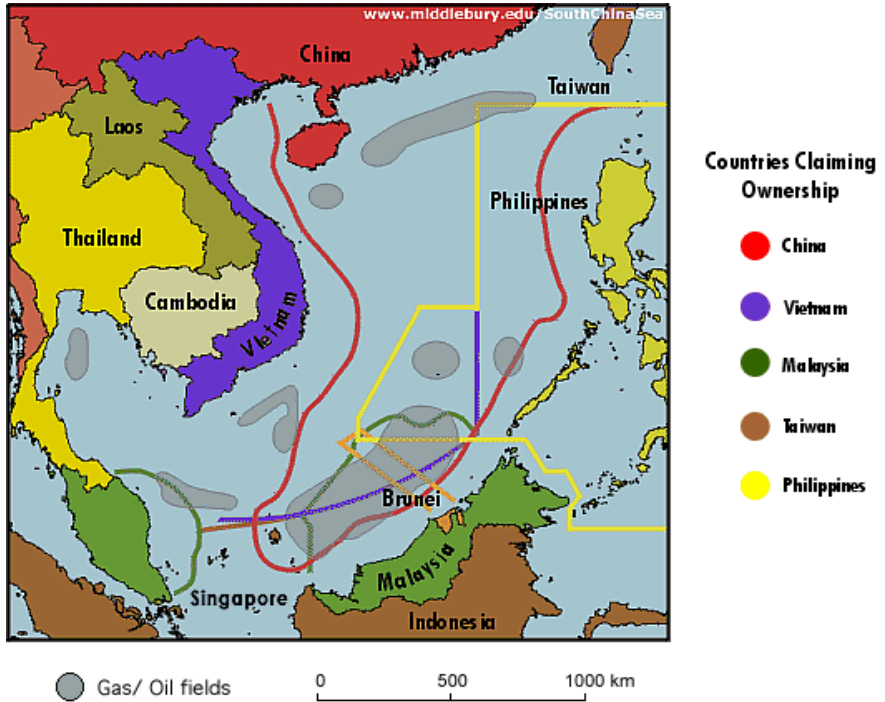 www.middlebury.edu/SouthChinaSea
China
Taiwan
Laos
Countries Claiming
Ownership
Philippines
Thailand
China
Cambodia
Vietnam
Vietnam
Malaysia
Taiwan
Philippines
Brunei
Malaysia
Singapore
Indonesia
Gas/ Oil fields
0 500 1000 km